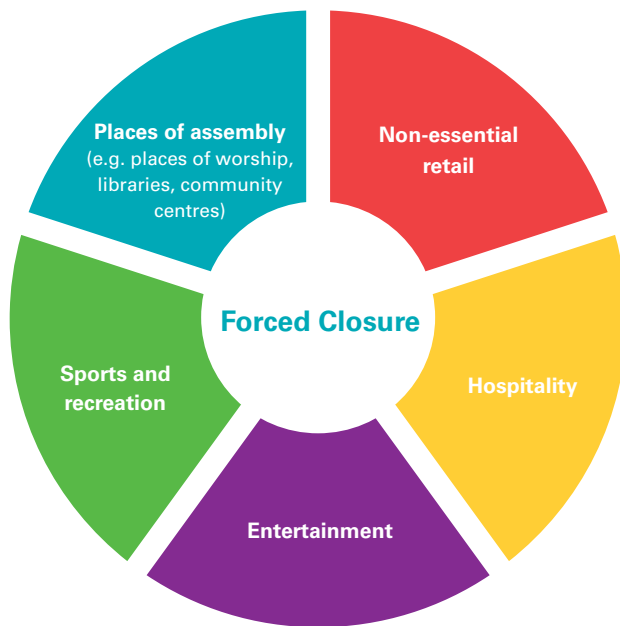 Places of assembly
(e.g. places of worship,
libraries, community
centres)
Non-essential
retail
Forced Closure
Sports and
recreation
Hospitality
Entertainment